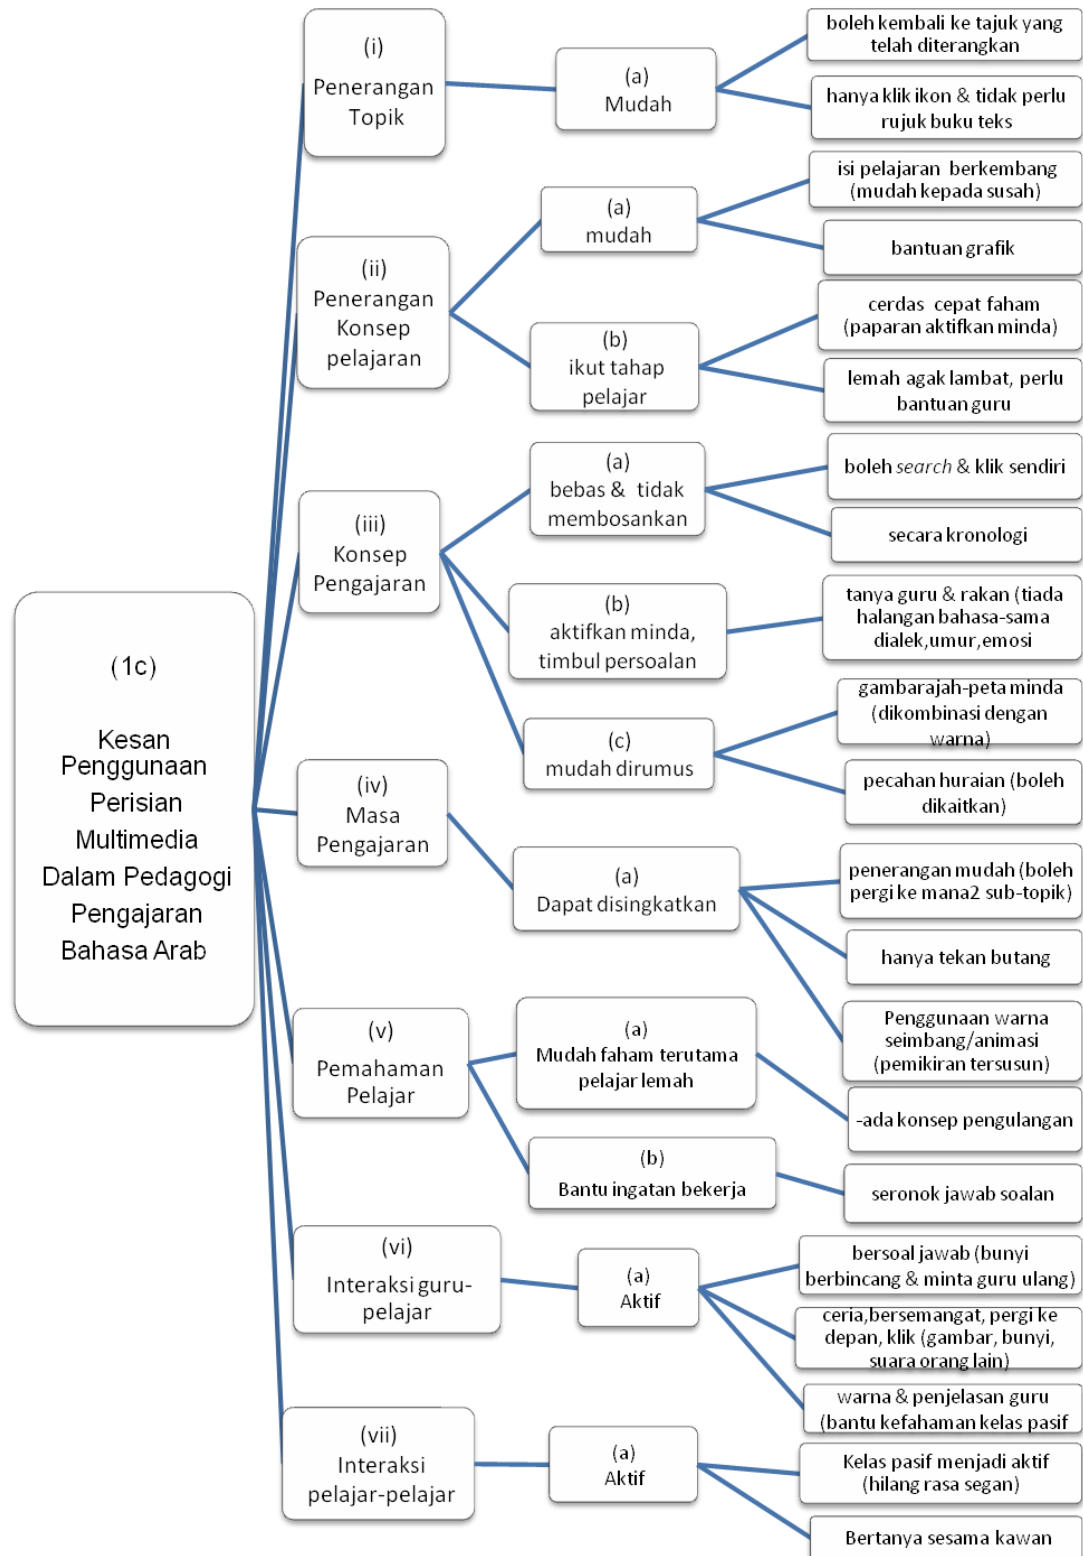 (1c)
Kesan
Penggunaan
Perisian
Multimedia
Dalam Pedagogi
Pengajaran
Bahasa Arab
(i)
Penerangan
Topik
(a)
Mudah
boleh kembali ke tajuk yang
telah diterangkan
hanya klik ikon & tidak perlu
rujuk buku teks
(ii)
Penerangan
Konsep
pelajaran
(a)
mudah
isi pelajaran berkembang
(mudah kepada susah)
bantuan grafik
(b)
ikut tahap
pelajar
cerdas cepat faham
(paparan aktifkan minda)
lemah agak lambat, perlu
bantuan guru
(iii)
Konsep
Pengajaran
(a)
bebas & tidak
membosankan
boleh search & klik sendiri
secara kronologi
(b)
aktifkan minda,
timbul persoalan
tanya guru & rakan (tiada
halangan bahasa-sama
dialek,umur,emosi
(c)
mudah dirumus
gambarajah-peta minda
(dikombinasi dengan
warna)
pecahan huraian (boleh
dikaitkan)
(iv)
Masa
Pengajaran
(a)
Dapat disingkatkan
penerangan mudah (boleh
pergi ke mana2 sub-topik)
hanya tekan butang
Penggunaan warna
seimbang/animasi
(pemikiran tersusun)
(v)
Pemahaman
Pelajar
(a)
Mudah faham terutama
pelajar lemah
-ada konsep pengulangan
(b)
Bantu ingatan bekerja
seronok jawab soalan
(vi)
Interaksi guru-
pelajar
(a)
Aktif
bersoal jawab (bunyi
berbincang & minta guru ulang)
ceria,bersemangat, pergi ke
depan, klik (gambar, bunyi,
suara orang lain)
warna & penjelasan guru
(bantu kefahaman kelas pasif
(vii)
Interaksi
pelajar-pelajar
(a)
Aktif
Kelas pasif menjadi aktif
(hilang rasa segan)
Bertanya sesama kawan